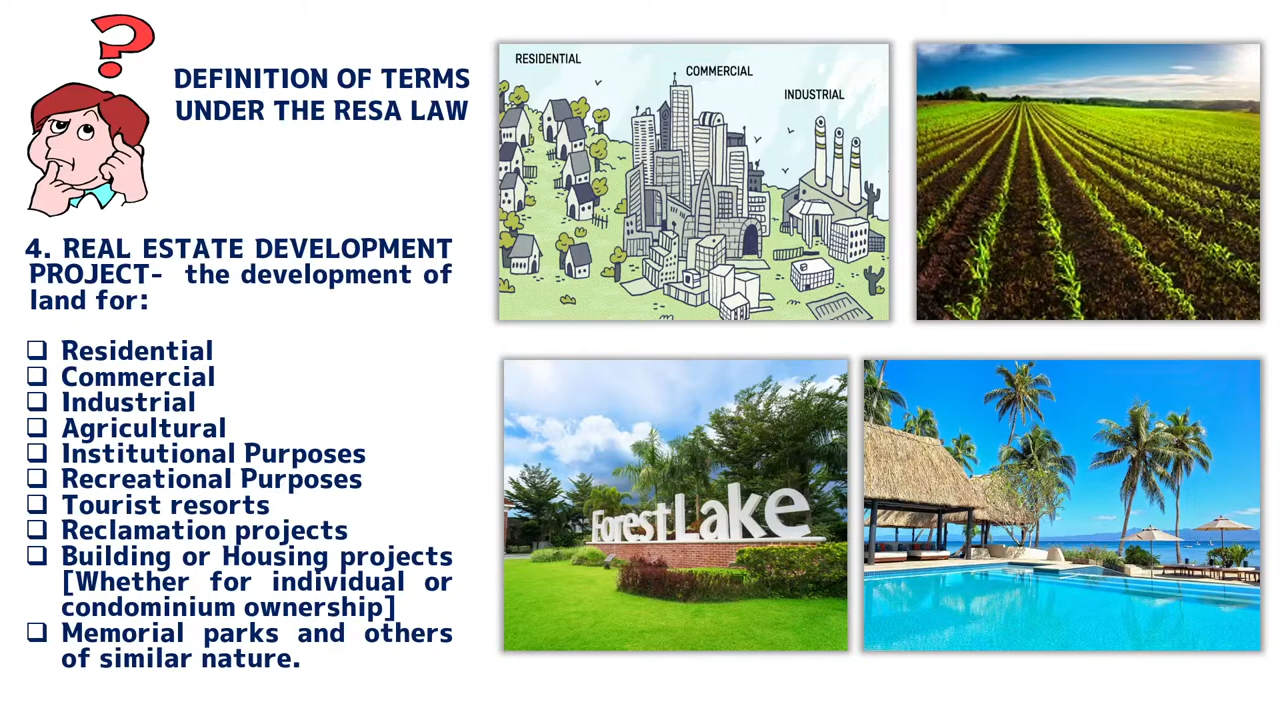 ?
DEFINITION OF TERMS
UNDER THE RESA LAW
4. REAL ESTATE DEVELOPMENT
PROJECT- the development of
land for:
❑ Residential
❑ Commercial
❑ Industrial
❑ Agricultural
❑ Institutional Purposes
❑ Recreational Purposes
❑ Tourist resorts
❑ Reclamation projects
❑ Building or Housing projects
[Whether for individual or
condominium ownership]
❑ Memorial parks and others
of similar nature.
RESIDENTIAL
COMMERCIAL
INDUSTRIAL
Forest Lake